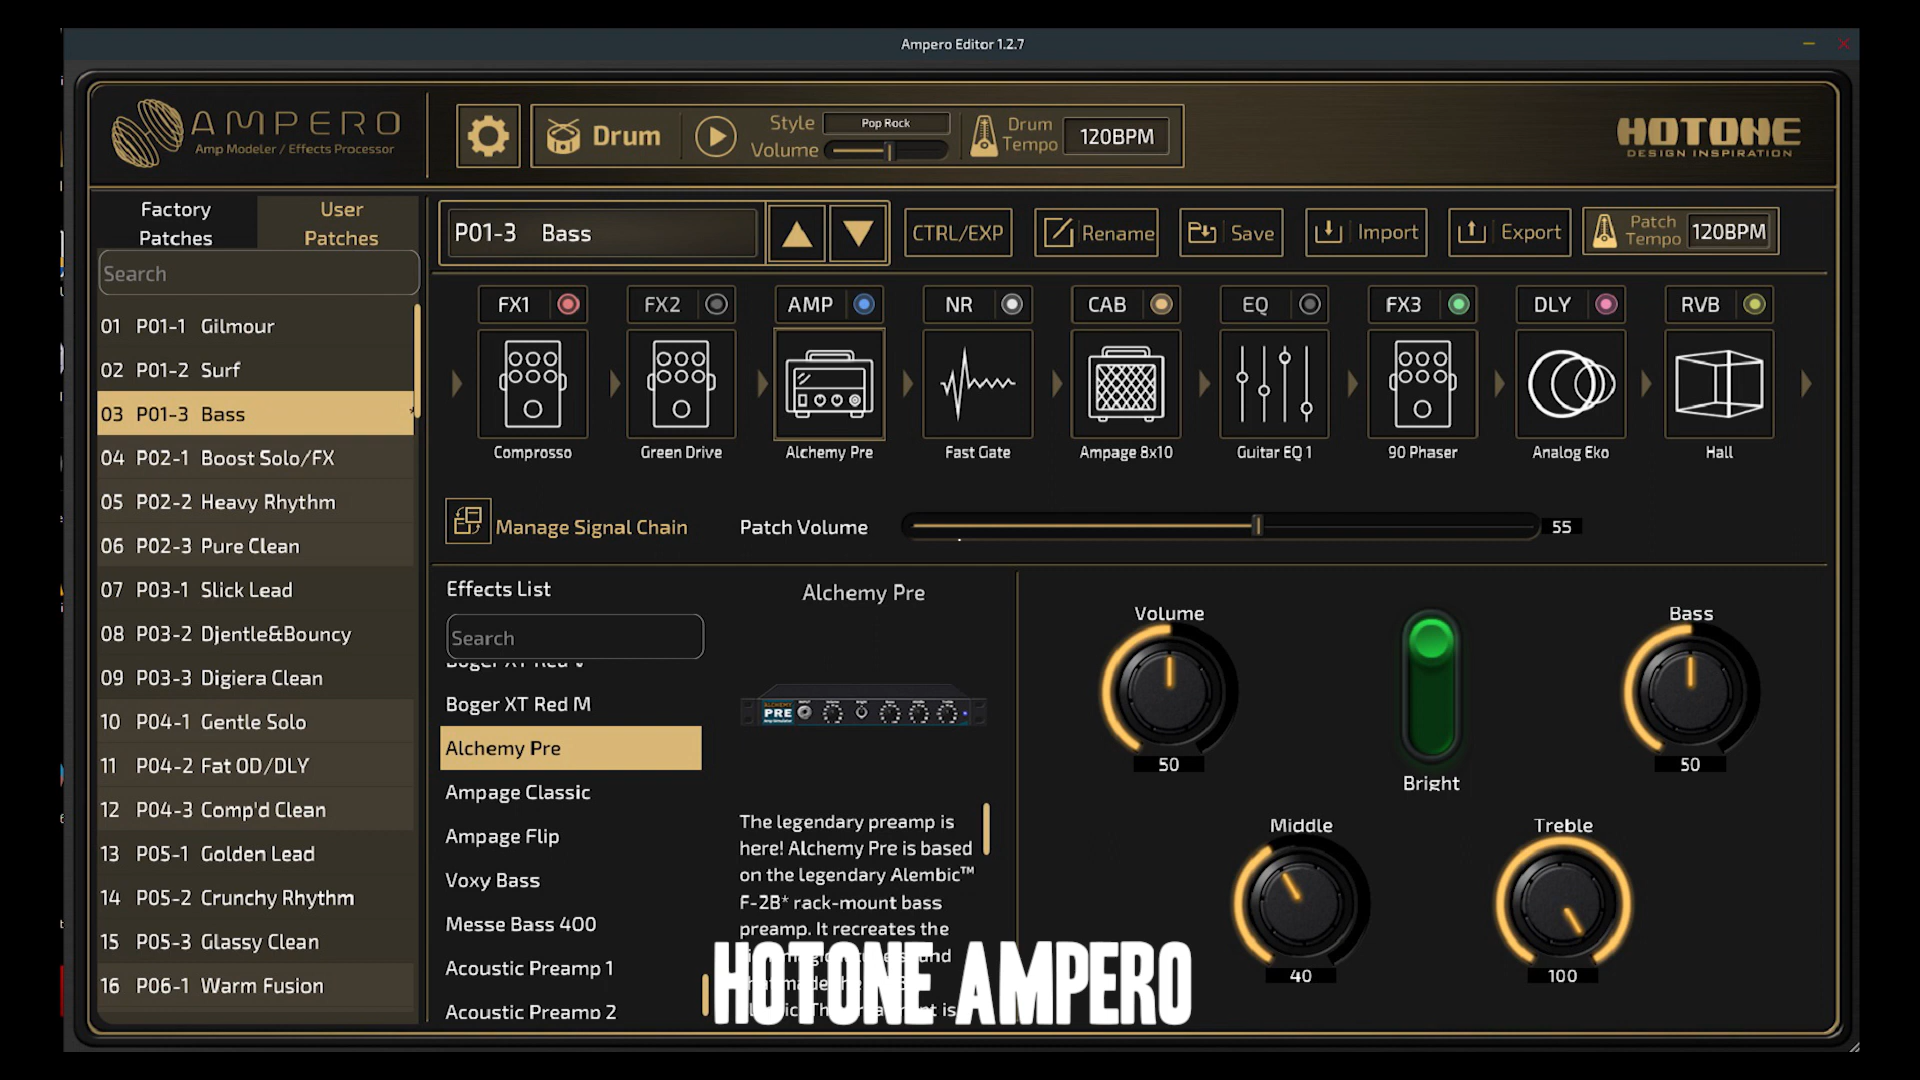 Ampero Editor 1.2.7
AMPERO
Amp Modeler / Effects Processor
Drum
Style
Pop Rock
Volume
Drum
Tempo
120BPM
HOTONE
DESIGN INSPIRATION
Factory
Patches
User
Patches
Search
01 P01-1 Gilmour
02 P01-2 Surf
03 P01-3 Bass *
04 P02-1 Boost Solo/FX
05 P02-2 Heavy Rhythm
06 P02-3 Pure Clean
07 P03-1 Slick Lead
08 P03-2 Djentle&Bouncy
09 P03-3 Digiera Clean
10 P04-1 Gentle Solo
11 P04-2 Fat OD/DLY
12 P04-3 Comp'd Clean
13 P05-1 Golden Lead
14 P05-2 Crunchy Rhythm
15 P05-3 Glassy Clean
16 P06-1 Warm Fusion
P01-3 Bass
CTRL/EXP
Rename
Save
Import
Export
Patch
Tempo
120BPM
FX1
FX2
AMP
NR
CAB
EQ
FX3
DLY
RVB
Comprosso
Green Drive
Alchemy Pre
Fast Gate
Ampage 8x10
Guitar EQ 1
90 Phaser
Analog Eko
Hall
Manage Signal Chain
Patch Volume
55
Effects List
Search
Boger XT Red M
Alchemy Pre
Ampage Classic
Ampage Flip
Voxy Bass
Messe Bass 400
Acoustic Preamp 1
Acoustic Preamp 2
Alchemy Pre
ALCHEMY
PRE
The legendary preamp is
here! Alchemy Pre is based
on the legendary Alembic™
F-2B* rack-mount bass
preamp. It recreates the
Volume
50
Bright
Bass
50
Middle
40
Treble
100
HOTONE AMPERO